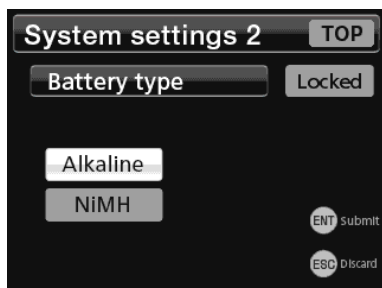 System settings 2 TOP
Battery type Locked
Alkaline
NiMH
ENT Submit
ESC Discard